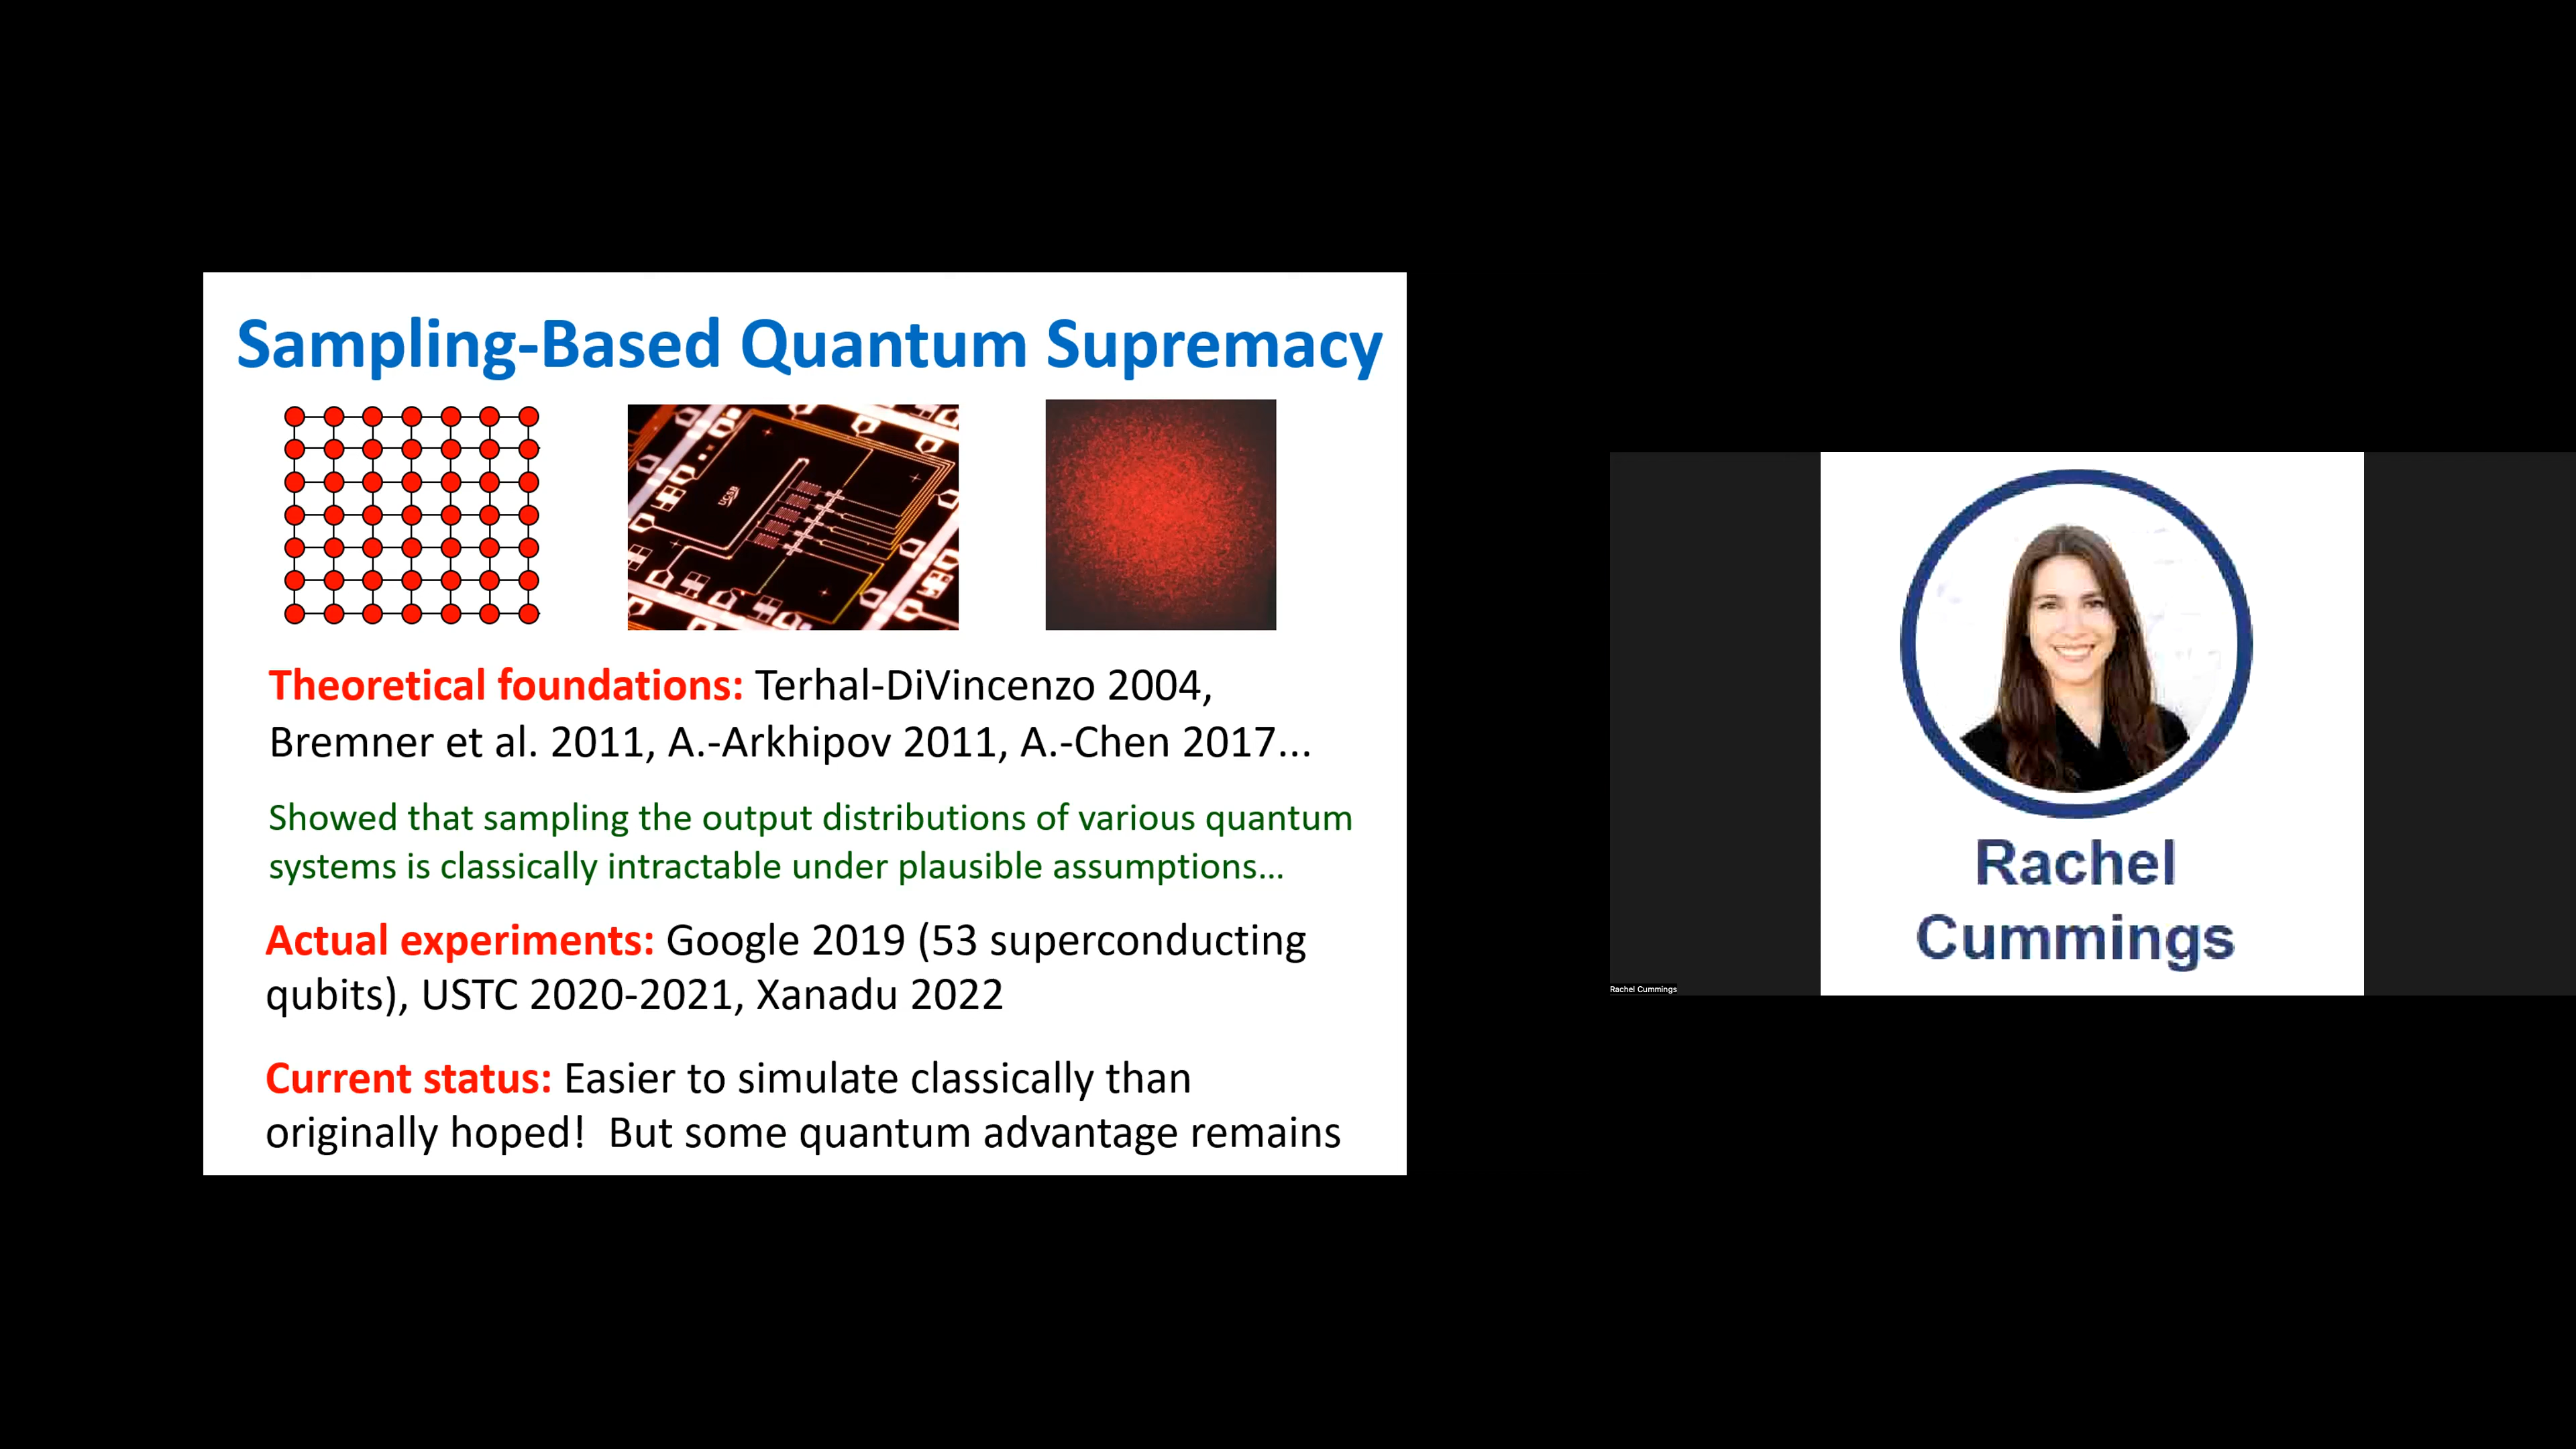 Sampling-Based Quantum Supremacy
UCSB
Theoretical foundations: Terhal-DiVincenzo 2004,
Bremner et al. 2011, A.-Arkhipov 2011, A.-Chen 2017...
Showed that sampling the output distributions of various quantum
systems is classically intractable under plausible assumptions...
Actual experiments: Google 2019 (53 superconducting
qubits), USTC 2020-2021, Xanadu 2022
Current status: Easier to simulate classically than
originally hoped!  But some quantum advantage remains
Rachel
Cummings
Rachel Cummings